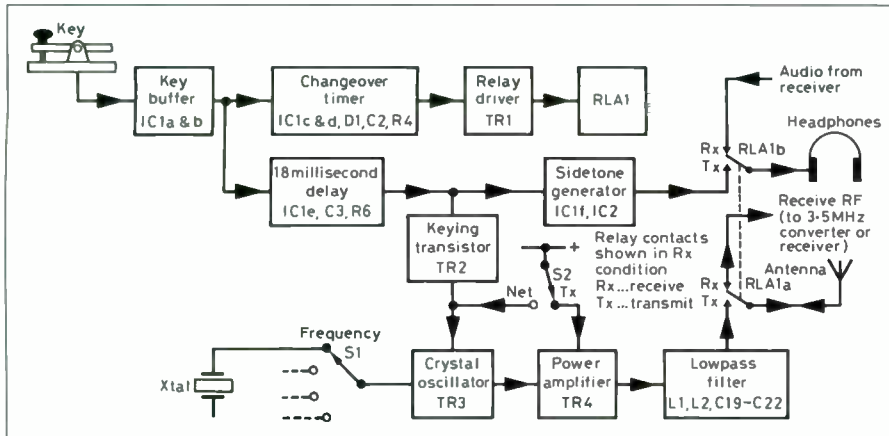 Key
Key
buffer
IC1a & b
Changeover
timer
IC1c & d, D1, C2, R4
Relay
driver
TR1
RLA1
Audio from
receiver
Headphones
Rx
Tx
RLA1b
18millisecond
delay
IC1e, C3, R6
Sidetone
generator
IC1f, IC2
Receive RF
(to 3·5MHz
converter or
receiver)
Keying
transistor
TR2
+
S2
Net
Tx
Relay contacts
shown in Rx
condition
Rx...receive
Tx...transmit
Antenna
Rx
Tx
RLA1a
Frequency
S1
Xtal
Crystal
oscillator
TR3
Power
amplifier
TR4
Lowpass
filter
L1, L2, C19-C22